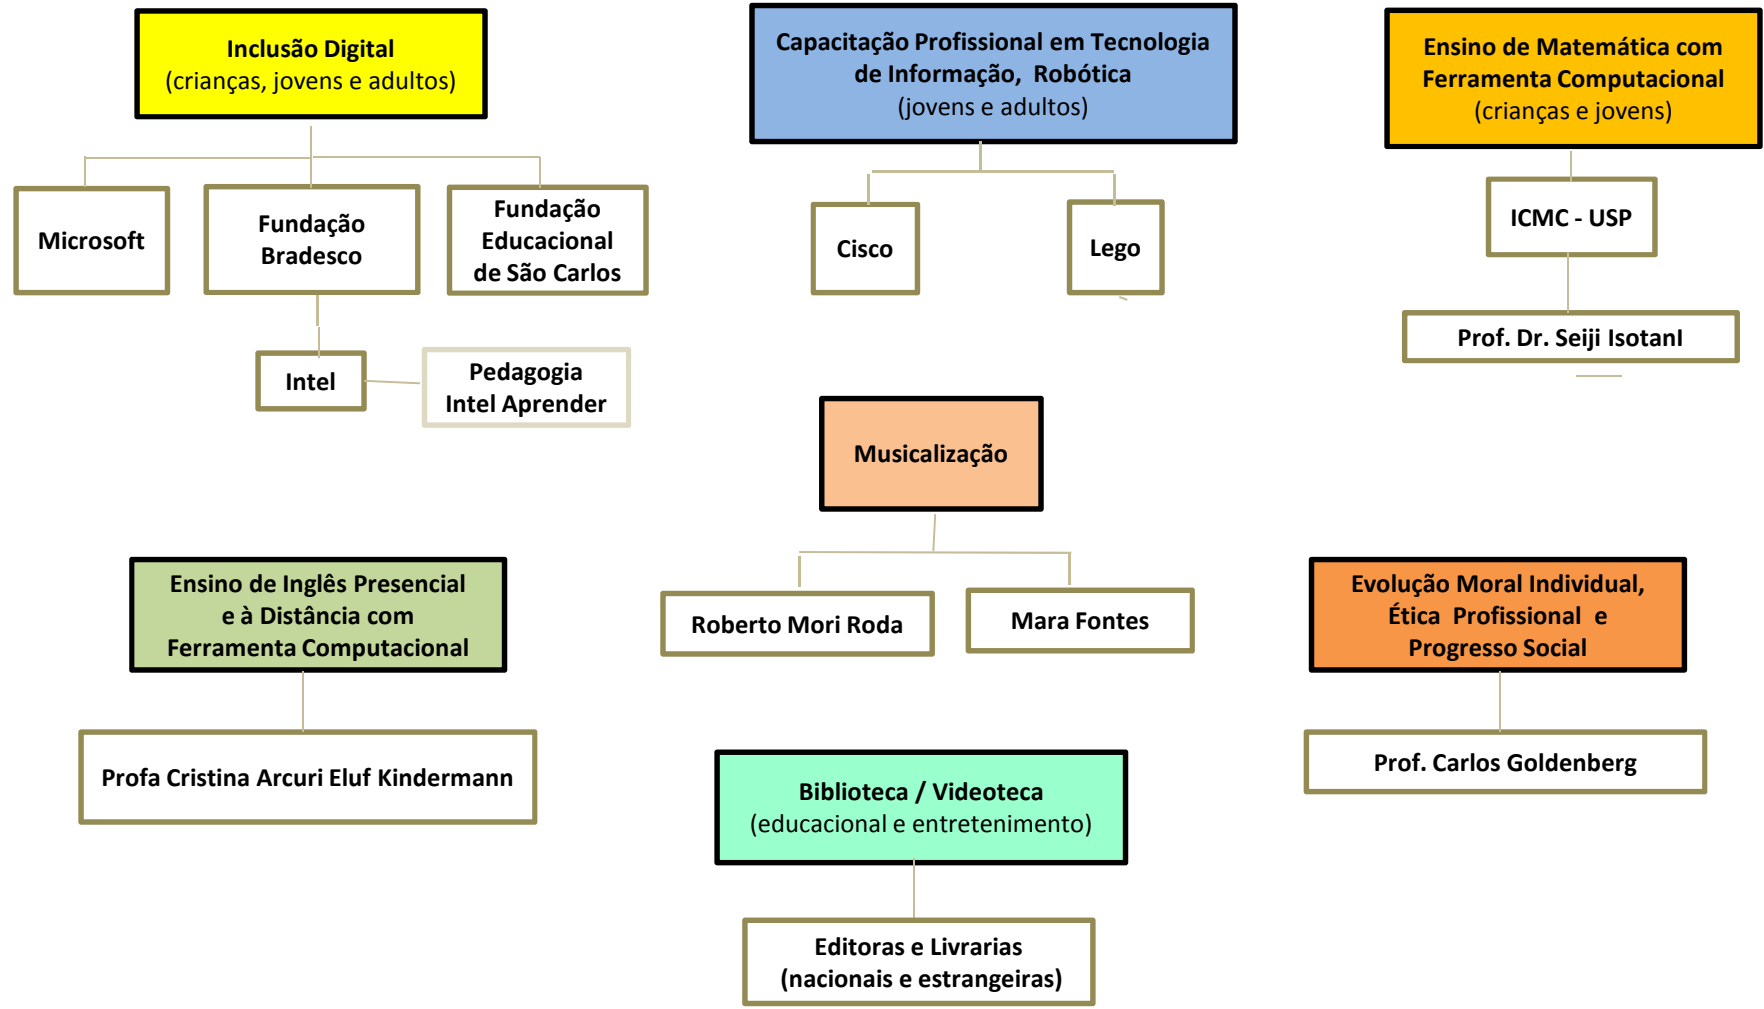 Inclusão Digital
(crianças, jovens e adultos)
Microsoft
Fundação
Bradesco
Fundação
Educacional
de São Carlos
Intel
Pedagogia
Intel Aprender
Capacitação Profissional em Tecnologia
de Informação, Robótica
(jovens e adultos)
Cisco
Lego
Ensino de Matemática com
Ferramenta Computacional
(crianças e jovens)
ICMC - USP
Prof. Dr. Seiji IsotanI
Musicalização
Roberto Mori Roda
Mara Fontes
Ensino de Inglês Presencial
e à Distância com
Ferramenta Computacional
Profa Cristina Arcuri Eluf Kindermann
Evolução Moral Individual,
Ética Profissional e
Progresso Social
Prof. Carlos Goldenberg
Biblioteca / Videoteca
(educacional e entretenimento)
Editoras e Livrarias
(nacionais e estrangeiras)